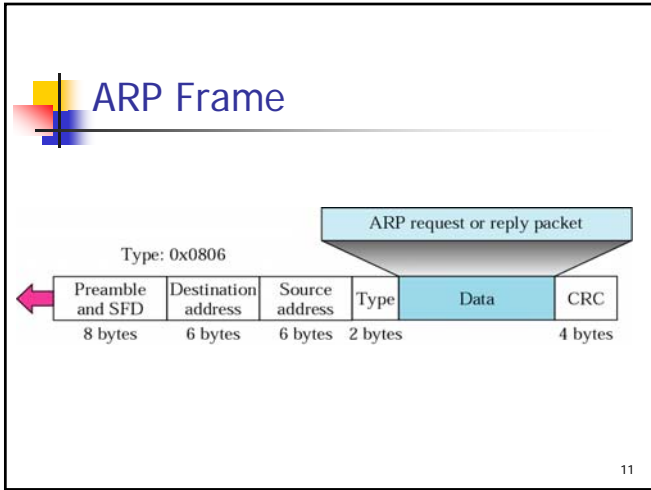 ARP Frame
ARP request or reply packet
Type: 0x0806
Preamble and SFD
Destination address
Source address
Type
Data
CRC
8 bytes
6 bytes
6 bytes
2 bytes
4 bytes
11